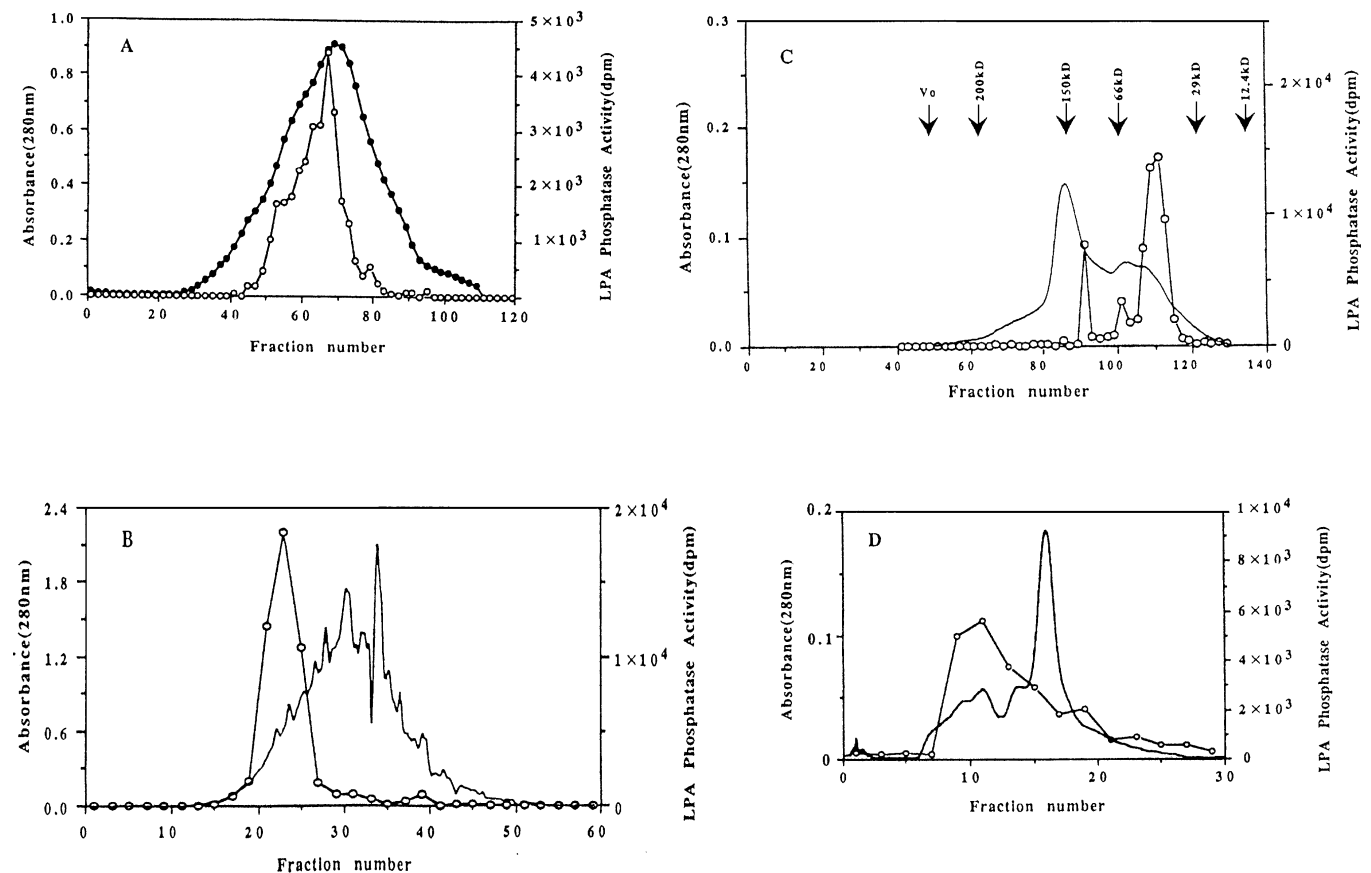 A
1.0
0.8
0.6
0.4
0.2
0.0
Absorbance(280nm)
5×10³
4×10³
3×10³
2×10³
1×10³
LPA Phosphatase Activity(dpm)
0 20 40 60 80 100 120
Fraction number
C
0.3
0.2
0.1
0.0
Absorbance(280nm)
Vo 200kD 150kD 66kD 29kD 12.4kD
2×10⁴
1×10⁴
0
LPA Phosphatase Activity(dpm)
0 20 40 60 80 100 120 140
Fraction number
B
2.4
1.8
1.2
0.6
0.0
Absorbance(280nm)
2×10⁴
1×10⁴
0
LPA Phosphatase Activity(dpm)
0 10 20 30 40 50 60
Fraction number
D
0.2
0.1
0
Absorbance(280nm)
1×10⁴
8×10³
6×10³
4×10³
2×10³
0
LPA Phosphatase Activity(dpm)
0 10 20 30
Fraction number